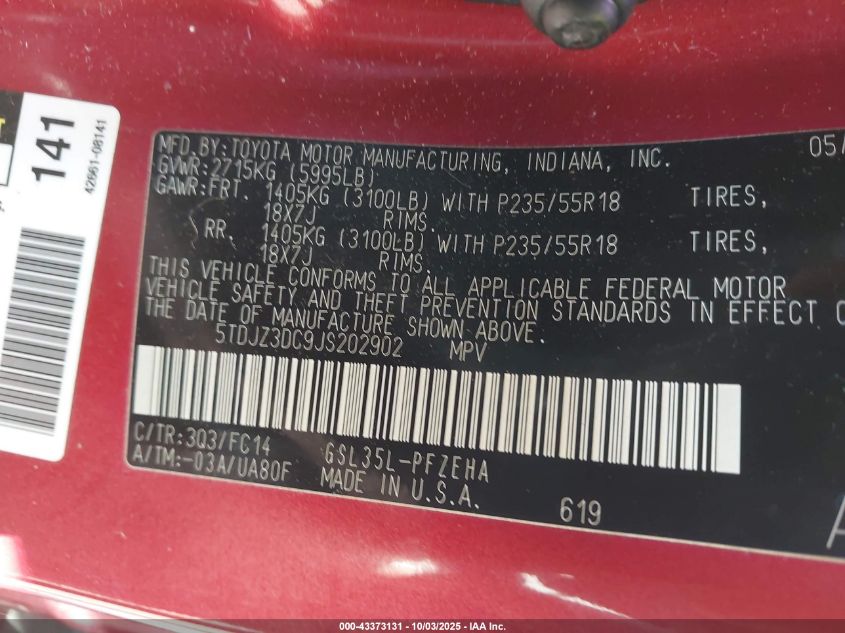 141
42661-08141
MFD. BY: TOYOTA MOTOR MANUFACTURING, INDIANA, INC. 05/
GVWR: 2715KG (5995LB)
GAWR: FRT. 1405KG (3100LB) WITH P235/55R18 TIRES,
18X7J RIMS.
RR. 1405KG (3100LB) WITH P235/55R18 TIRES,
18X7J RIMS.
THIS VEHICLE CONFORMS TO ALL APPLICABLE FEDERAL MOTOR
VEHICLE SAFETY AND THEFT PREVENTION STANDARDS IN EFFECT
THE DATE OF MANUFACTURE SHOWN ABOVE.
5TDJZ3DC9JS202902 MPV
C/TR: 3Q3/FC14 GSL35L-PFZEHA
A/TM:-03A/UA80F MADE IN U.S.A.
619
000-43373131 - 10/03/2025 - IAA Inc.